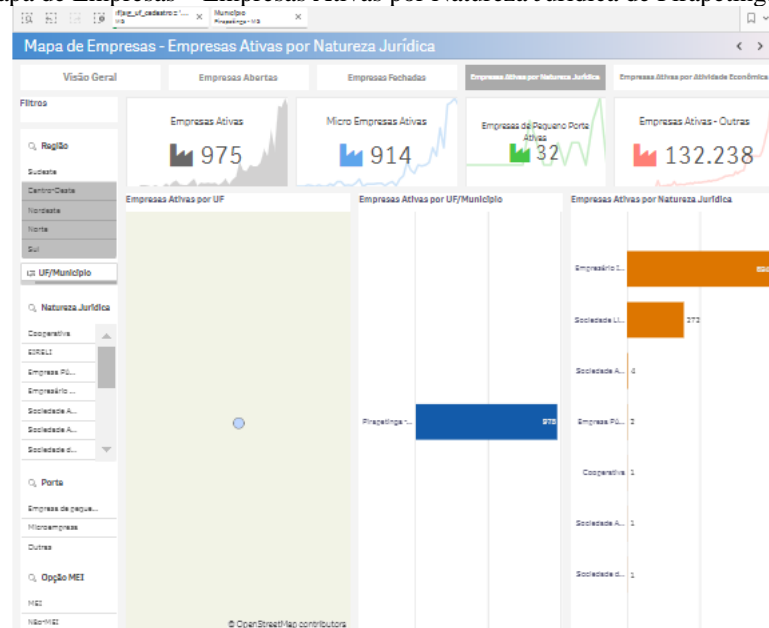 Mapa de Empresas - Empresas Ativas por Natureza Jurídica
Município
Pirapetinga - MG
Visão Geral
Empresas Abertas
Empresas Fechadas
Empresas Ativas por Natureza Jurídica
Empresas Ativas por Atividade Econômica
Filtros
Empresas Ativas
975
Micro Empresas Ativas
914
Empresas de Pequeno Porte
Ativas
32
Empresas Ativas - Outras
132.238
Região
Sudeste
Centro-Oeste
Nordeste
Norte
Sul
UF/Município
Natureza Jurídica
Cooperativa
EIRELI
Empresa Pú...
Empresário ...
Sociedade A...
Sociedade A...
Sociedade d...
Porte
Empresa de peque...
Microempresa
Outras
Opção MEI
MEI
Não-MEI
Empresas Ativas por UF
© OpenStreetMap contributors
Empresas Ativas por UF/Município
Pirapetinga -...
975
Empresas Ativas por Natureza Jurídica
Empresário I...
Sociedade Li...
272
Sociedade A...
4
Empresa Pú...
Cooperativa
1
Sociedade A...
1
Sociedade d...
1